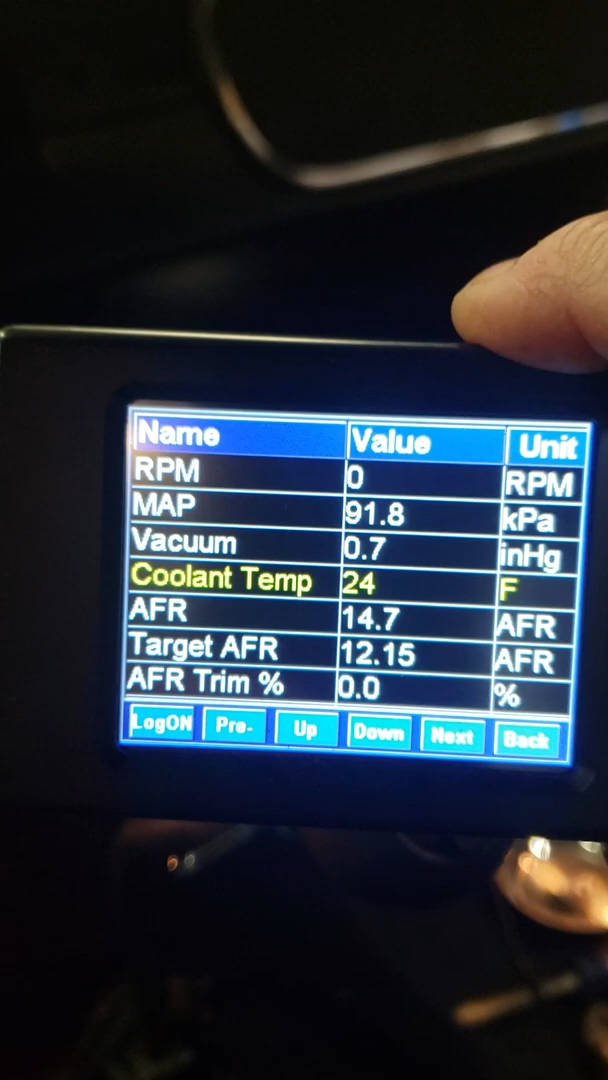 Name Value Unit
RPM 0 RPM
MAP 91.8 kPa
Vacuum 0.7 inHg
Coolant Temp 24 F
AFR 14.7 AFR
Target AFR 12.15 AFR
AFR Trim % 0.0 %
LogON Pre- Up Down Next Back